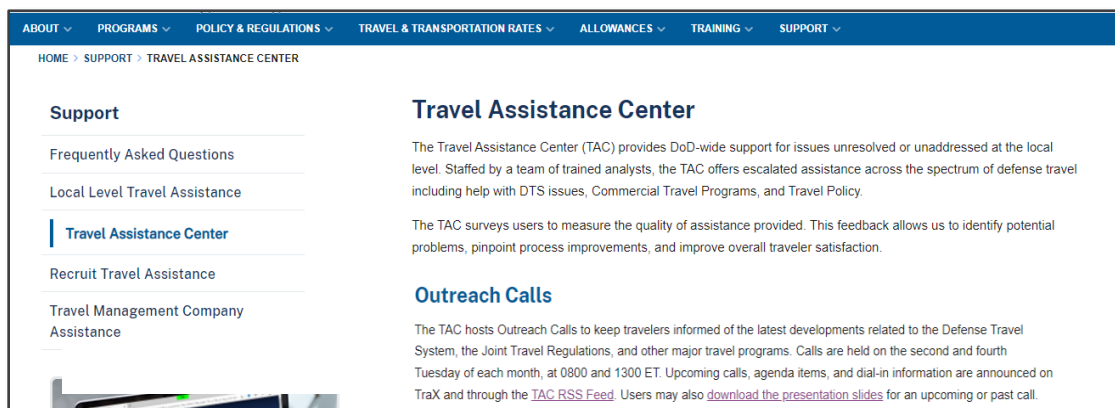 ABOUT PROGRAMS POLICY & REGULATIONS TRAVEL & TRANSPORTATION RATES ALLOWANCES TRAINING SUPPORT
HOME > SUPPORT > TRAVEL ASSISTANCE CENTER
Support
Frequently Asked Questions
Local Level Travel Assistance
Travel Assistance Center
Recruit Travel Assistance
Travel Management Company
Assistance
Travel Assistance Center
The Travel Assistance Center (TAC) provides DoD-wide support for issues unresolved or unaddressed at the local
level. Staffed by a team of trained analysts, the TAC offers escalated assistance across the spectrum of defense travel
including help with DTS issues, Commercial Travel Programs, and Travel Policy.
The TAC surveys users to measure the quality of assistance provided. This feedback allows us to identify potential
problems, pinpoint process improvements, and improve overall traveler satisfaction.
Outreach Calls
The TAC hosts Outreach Calls to keep travelers informed of the latest developments related to the Defense Travel
System, the Joint Travel Regulations, and other major travel programs. Calls are held on the second and fourth
Tuesday of each month, at 0800 and 1300 ET. Upcoming calls, agenda items, and dial-in information are announced on
TraX and through the TAC RSS Feed. Users may also download the presentation slides for an upcoming or past call.